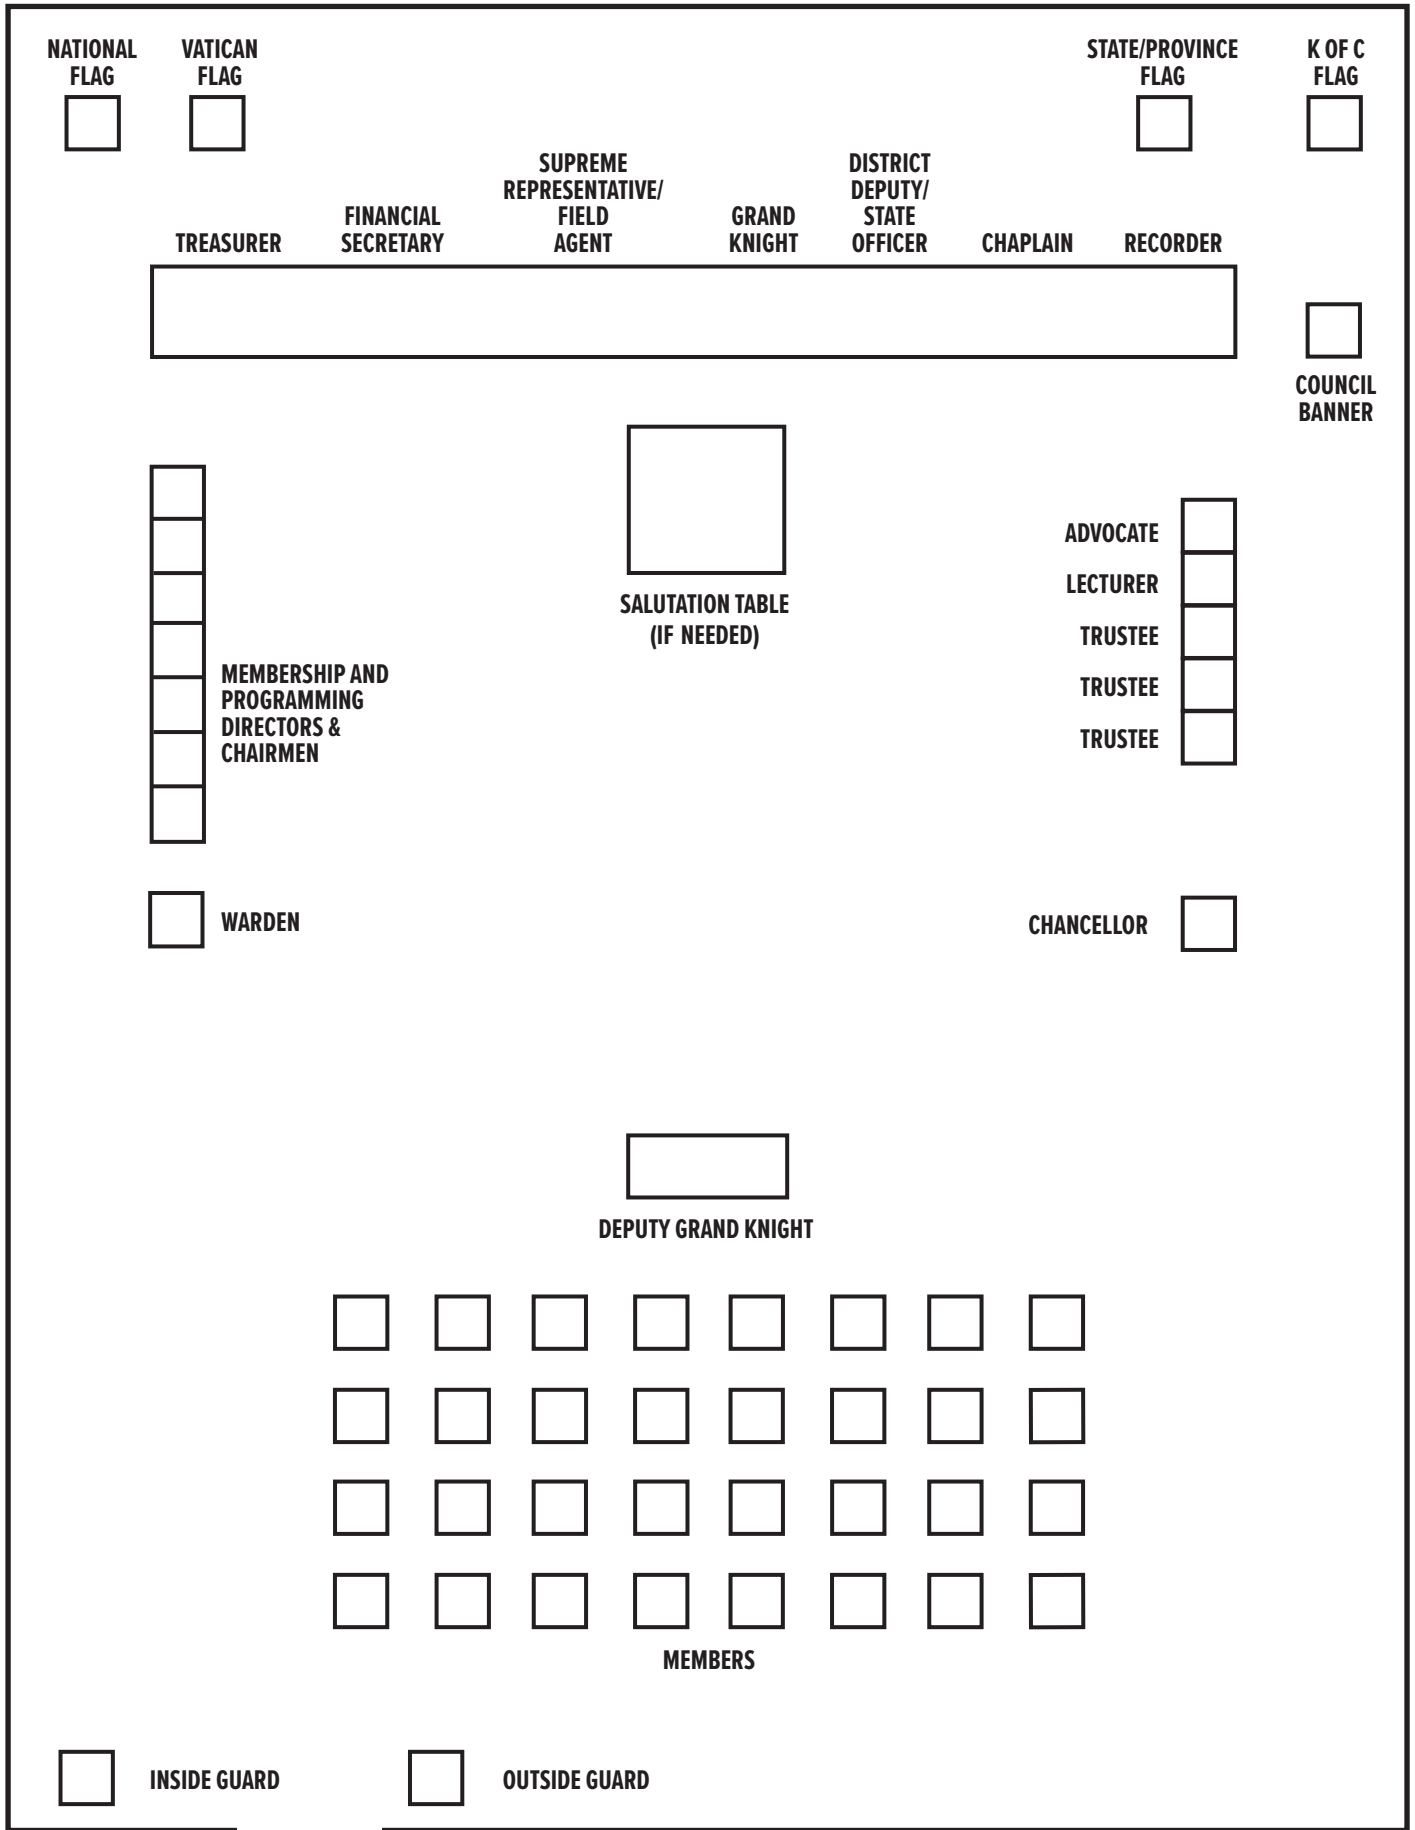 NATIONAL
FLAG
VATICAN
FLAG
STATE/PROVINCE
FLAG
K OF C
FLAG
TREASURER
FINANCIAL
SECRETARY
SUPREME
REPRESENTATIVE/
FIELD
AGENT
GRAND
KNIGHT
DISTRICT
DEPUTY/
STATE
OFFICER
CHAPLAIN
RECORDER
COUNCIL
BANNER
SALUTATION TABLE
(IF NEEDED)
ADVOCATE
LECTURER
TRUSTEE
TRUSTEE
TRUSTEE
MEMBERSHIP AND
PROGRAMMING
DIRECTORS &
CHAIRMEN
WARDEN
CHANCELLOR
DEPUTY GRAND KNIGHT
MEMBERS
INSIDE GUARD
OUTSIDE GUARD